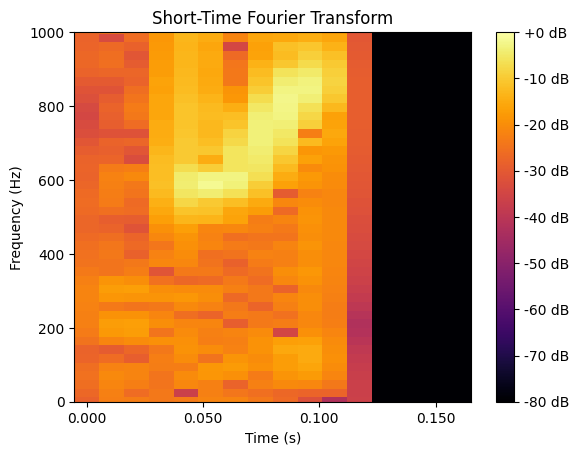 Short-Time Fourier Transform
1000
800
600
400
200
0
Frequency (Hz)
0.000
0.050
0.100
0.150
Time (s)
+0 dB
-10 dB
-20 dB
-30 dB
-40 dB
-50 dB
-60 dB
-70 dB
-80 dB